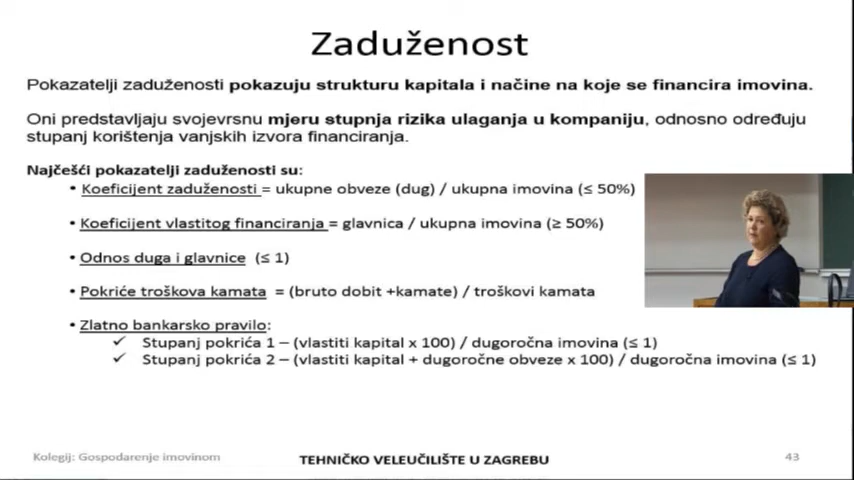 Zaduženost
Pokazatelji zaduženosti pokazuju strukturu kapitala i načine na koje se financira imovina.
Oni predstavljaju svojevrsnu mjeru stupnja rizika ulaganja u kompaniju, odnosno određuju
stupanj korištenja vanjskih izvora financiranja.
Najčešći pokazatelji zaduženosti su:
• Koeficijent zaduženosti = ukupne obveze (dug) / ukupna imovina (≤ 50%)
• Koeficijent vlastitog financiranja = glavnica / ukupna imovina (≥ 50%)
• Odnos duga i glavnice (≤ 1)
• Pokriće troškova kamata = (bruto dobit +kamate) / troškovi kamata
• Zlatno bankarsko pravilo:
✓ Stupanj pokrića 1 – (vlastiti kapital x 100) / dugoročna imovina (≤ 1)
✓ Stupanj pokrića 2 – (vlastiti kapital + dugoročne obveze x 100) / dugoročna imovina (≤ 1)
Kolegij: Gospodarenje imovinom
TEHNIČKO VELEUČILIŠTE U ZAGREBU
43